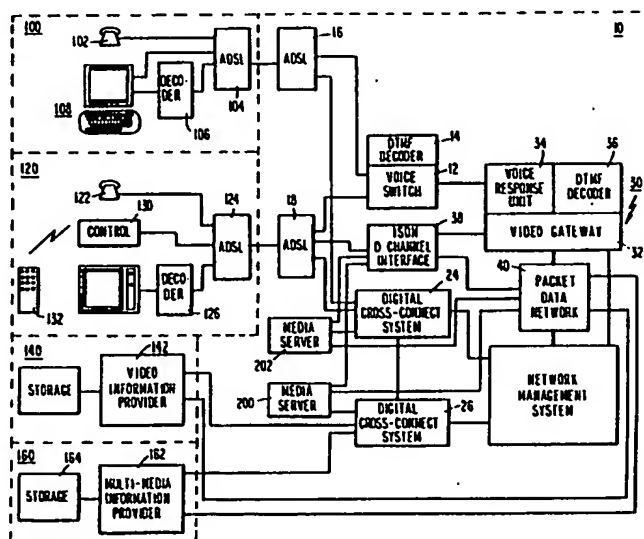 100
102
ADSL
104
DECO-
DER
106
108
16
ADSL
10
DTMF
DECODER
14
12
VOICE
SWITCH
34
36
VOICE
RESPONSE
UNIT
DTMF
DECODER
30
VIDEO GATEWAY
32
120
122
130
CONTROL
132
124
ADSL
DECODER
126
18
ADSL
38
ISDN
D CHANNEL
INTERFACE
40
PACKET
DATA
NETWORK
24
DIGITAL
CROSS-CONNECT
SYSTEM
MEDIA
SERVER
202
MEDIA
SERVER
200
DIGITAL
CROSS-CONNECT
SYSTEM
26
NETWORK
MANAGEMENT
SYSTEM
140
STORAGE
142
VIDEO
INFORMATION
PROVIDER
160
164
STORAGE
162
MULTI-MEDIA
INFORMATION
PROVIDER